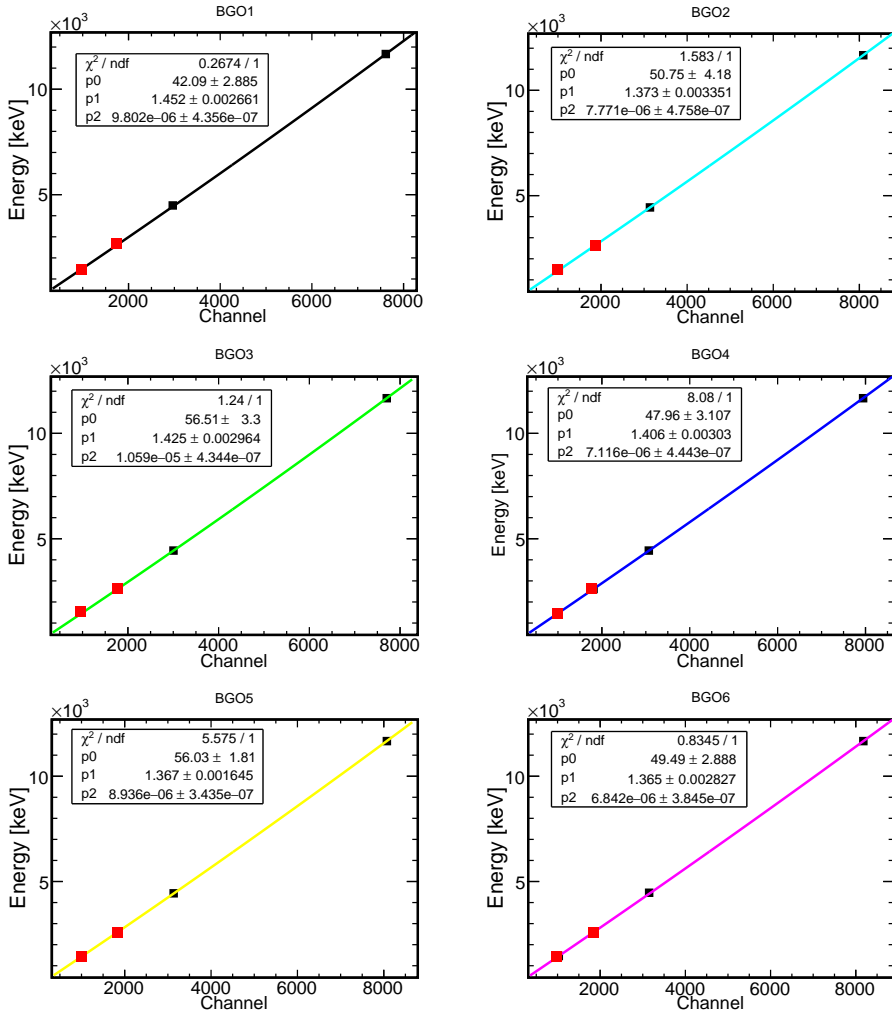 BGO1
×10³
χ² / ndf 0.2674 / 1
p0 42.09 ± 2.885
p1 1.452 ± 0.002661
p2 9.802e−06 ± 4.356e−07
10
5
Energy [keV]
2000 4000 6000 8000
Channel
BGO2
×10³
χ² / ndf 1.583 / 1
p0 50.75 ± 4.18
p1 1.373 ± 0.003351
p2 7.771e−06 ± 4.758e−07
10
5
Energy [keV]
2000 4000 6000 8000
Channel
BGO3
×10³
χ² / ndf 1.24 / 1
p0 56.51 ± 3.3
p1 1.425 ± 0.002964
p2 1.059e−05 ± 4.344e−07
10
5
Energy [keV]
2000 4000 6000 8000
Channel
BGO4
×10³
χ² / ndf 8.08 / 1
p0 47.96 ± 3.107
p1 1.406 ± 0.00303
p2 7.116e−06 ± 4.443e−07
10
5
Energy [keV]
2000 4000 6000 8000
Channel
BGO5
×10³
χ² / ndf 5.575 / 1
p0 56.03 ± 1.81
p1 1.367 ± 0.001645
p2 8.936e−06 ± 3.435e−07
10
5
Energy [keV]
2000 4000 6000 8000
Channel
BGO6
×10³
χ² / ndf 0.8345 / 1
p0 49.49 ± 2.888
p1 1.365 ± 0.002827
p2 6.842e−06 ± 3.845e−07
10
5
Energy [keV]
2000 4000 6000 8000
Channel